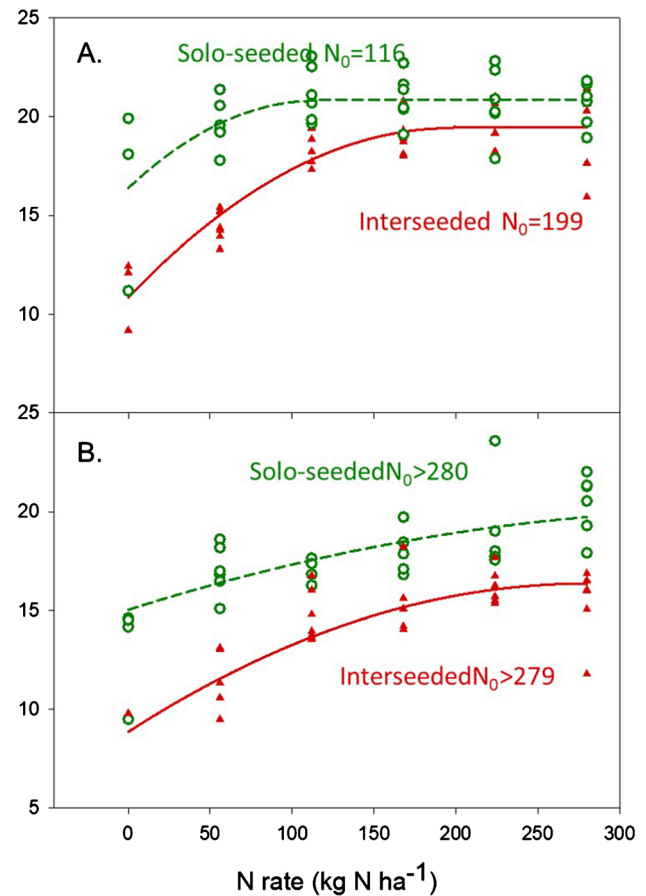 25
A.
Solo-seeded N₀=116
20
15
Interseeded N₀=199
10
25
B.
Solo-seededN₀>280
20
15
InterseededN₀>279
10
5
0 50 100 150 200 250 300
N rate (kg N ha⁻¹)